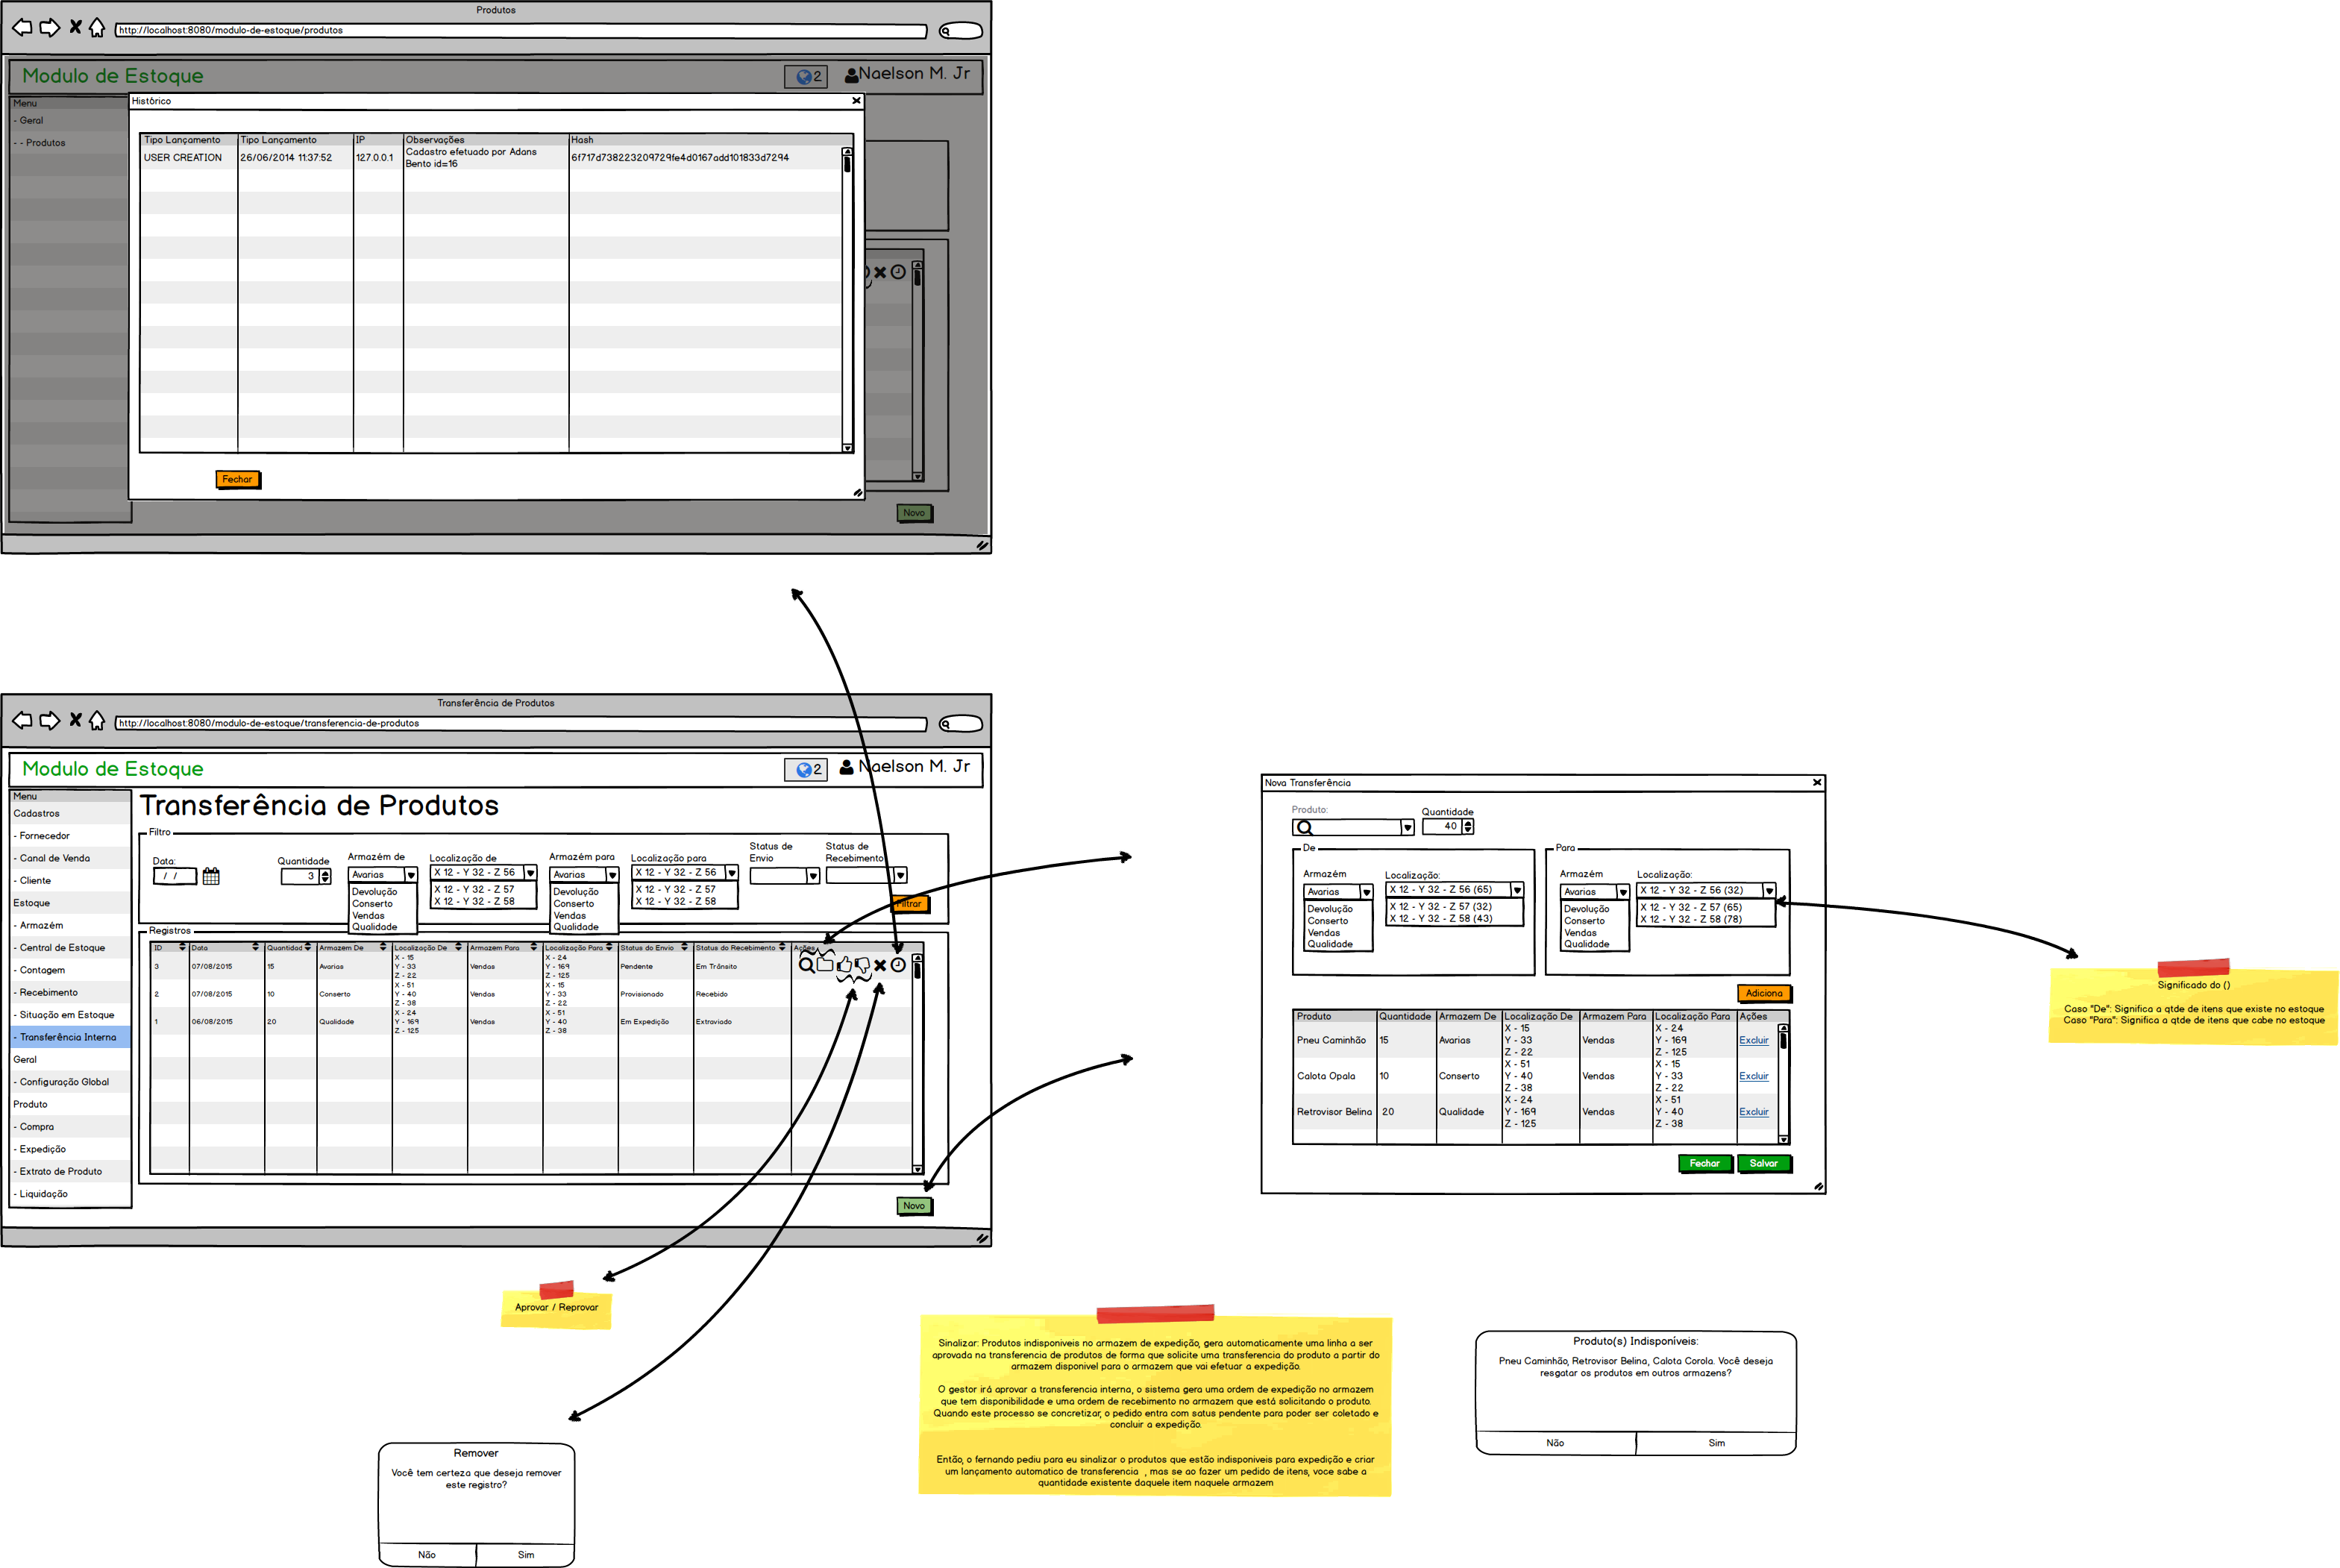 Produtos
http://localhost:8080/modulo-de-estoque/produtos
Modulo de Estoque
2
Naelson M. Jr
Menu
- Geral
- - Produtos
Histórico
Tipo Lançamento Tipo Lançamento IP Observações Hash
USER CREATION 26/06/2014 11:37:52 127.0.0.1 Cadastro efetuado por Adans 6f717d738223209729fe4d0167add101833d7294
Bento id=16
Fechar
Novo
Transferência de Produtos
http://localhost:8080/modulo-de-estoque/transferencia-de-produtos
Modulo de Estoque
2
Naelson M. Jr
Menu
Cadastros
- Fornecedor
- Canal de Venda
- Cliente
Estoque
- Armazém
- Central de Estoque
- Contagem
- Recebimento
- Situação em Estoque
- Transferência Interna
Geral
- Configuração Global
Produto
- Compra
- Expedição
- Extrato de Produto
- Liquidação
Transferência de Produtos
Filtro
Data:
/ /
Quantidade
3
Armazém de
Avarias
Devolução
Conserto
Vendas
Qualidade
Localização de
X 12 - Y 32 - Z 56
X 12 - Y 32 - Z 57
X 12 - Y 32 - Z 58
Armazém para
Avarias
Devolução
Conserto
Vendas
Qualidade
Localização para
X 12 - Y 32 - Z 56
X 12 - Y 32 - Z 57
X 12 - Y 32 - Z 58
Status de
Envio
Status de
Recebimento
Filtrar
Registros
ID Data Quantidad Armazem De Localização De Armazem Para Localização Para Status do Envio Status do Recebimento Ações
X - 15 X - 24
3 07/08/2015 15 Avarias Y - 33 Vendas Y - 169 Pendente Em Trânsito
Z - 22 Z - 125
X - 51 X - 15
2 07/08/2015 10 Conserto Y - 40 Vendas Y - 33 Provisionado Recebido
Z - 38 Z - 22
X - 24 X - 51
1 06/08/2015 20 Qualidade Y - 169 Vendas Y - 40 Em Expedição Extraviado
Z - 125 Z - 38
Novo
Nova Transferência
Produto:
Quantidade
40
De
Armazém
Avarias
Devolução
Conserto
Vendas
Qualidade
Localização:
X 12 - Y 32 - Z 56 (65)
X 12 - Y 32 - Z 57 (32)
X 12 - Y 32 - Z 58 (43)
Para
Armazém
Avarias
Devolução
Conserto
Vendas
Qualidade
Localização:
X 12 - Y 32 - Z 56 (32)
X 12 - Y 32 - Z 57 (65)
X 12 - Y 32 - Z 58 (78)
Adiciona
Produto Quantidade Armazem De Localização De Armazem Para Localização Para Ações
X - 15 X - 24
Pneu Caminhão 15 Avarias Y - 33 Vendas Y - 169 Excluir
Z - 22 Z - 125
X - 51 X - 15
Calota Opala 10 Conserto Y - 40 Vendas Y - 33 Excluir
Z - 38 Z - 22
X - 24 X - 51
Retrovisor Belina 20 Qualidade Y - 169 Vendas Y - 40 Excluir
Z - 125 Z - 38
Fechar Salvar
Significado do ()
Caso "De": Significa a qtde de itens que existe no estoque
Caso "Para": Significa a qtde de itens que cabe no estoque
Aprovar / Reprovar
Sinalizar: Produtos indisponiveis no armazem de expedição, gera automaticamente uma linha a ser
aprovada na transferencia de produtos de forma que solicite uma transferencia do produto a partir do
armazem disponivel para o armazem que vai efetuar a expedição.
O gestor irá aprovar a transferencia interna, o sistema gera uma ordem de expedição no armazem
que tem disponibilidade e uma ordem de recebimento no armazem que está solicitando o produto.
Quando este processo se concretizar, o pedido entra com satus pendente para poder ser coletado e
concluir a expedição.
Então, o fernando pediu para eu sinalizar o produtos que estão indisponiveis para expedição e criar
um lançamento automatico de transferencia , mas se ao fazer um pedido de itens, voce sabe a
quantidade existente daquele item naquele armazem
Produto(s) Indisponíveis:
Pneu Caminhão, Retrovisor Belina, Calota Corola. Você deseja
resgatar os produtos em outros armazens?
Não Sim
Remover
Você tem certeza que deseja remover
este registro?
Não Sim